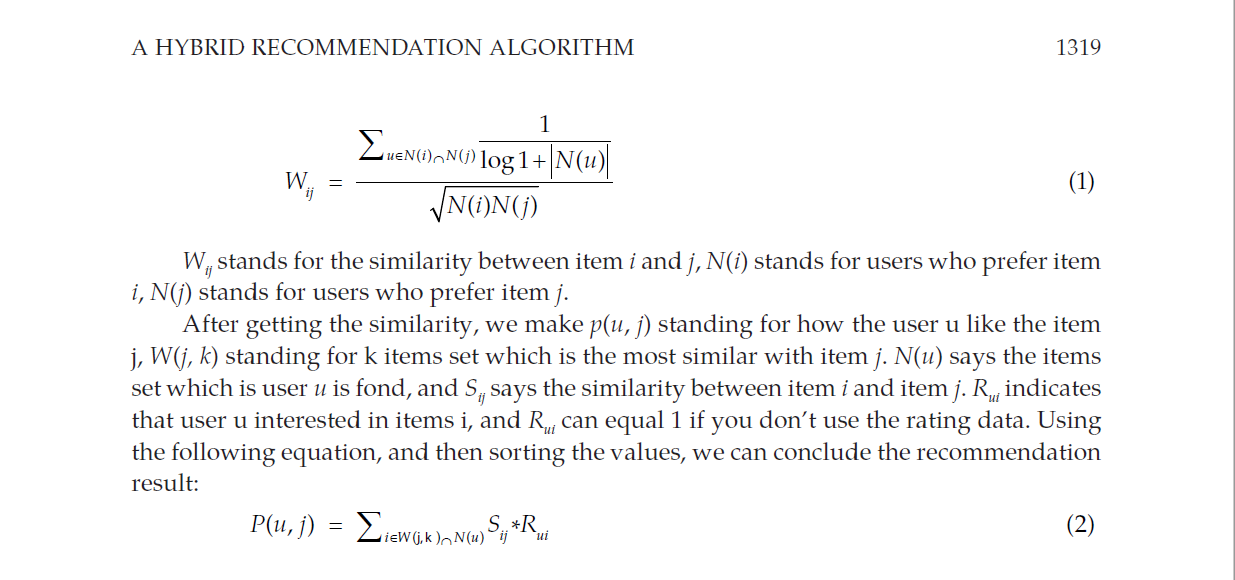 A HYBRID RECOMMENDATION ALGORITHM 1319
W_{ij} = \frac{\sum_{u∈N(i)∩N(j)} \frac{1}{\log 1+|N(u)|}}{\sqrt{N(i)N(j)}} (1)
W_{ij} stands for the similarity between item i and j, N(i) stands for users who prefer item
i, N(j) stands for users who prefer item j.
After getting the similarity, we make p(u, j) standing for how the user u like the item
j, W(j, k) standing for k items set which is the most similar with item j. N(u) says the items
set which is user u is fond, and S_{ij} says the similarity between item i and item j. R_{ui} indicates
that user u interested in items i, and R_{ui} can equal 1 if you don’t use the rating data. Using
the following equation, and then sorting the values, we can conclude the recommendation
result:
P(u, j) = \sum_{i∈W(j,k)∩N(u)} S_{ij} * R_{ui} (2)